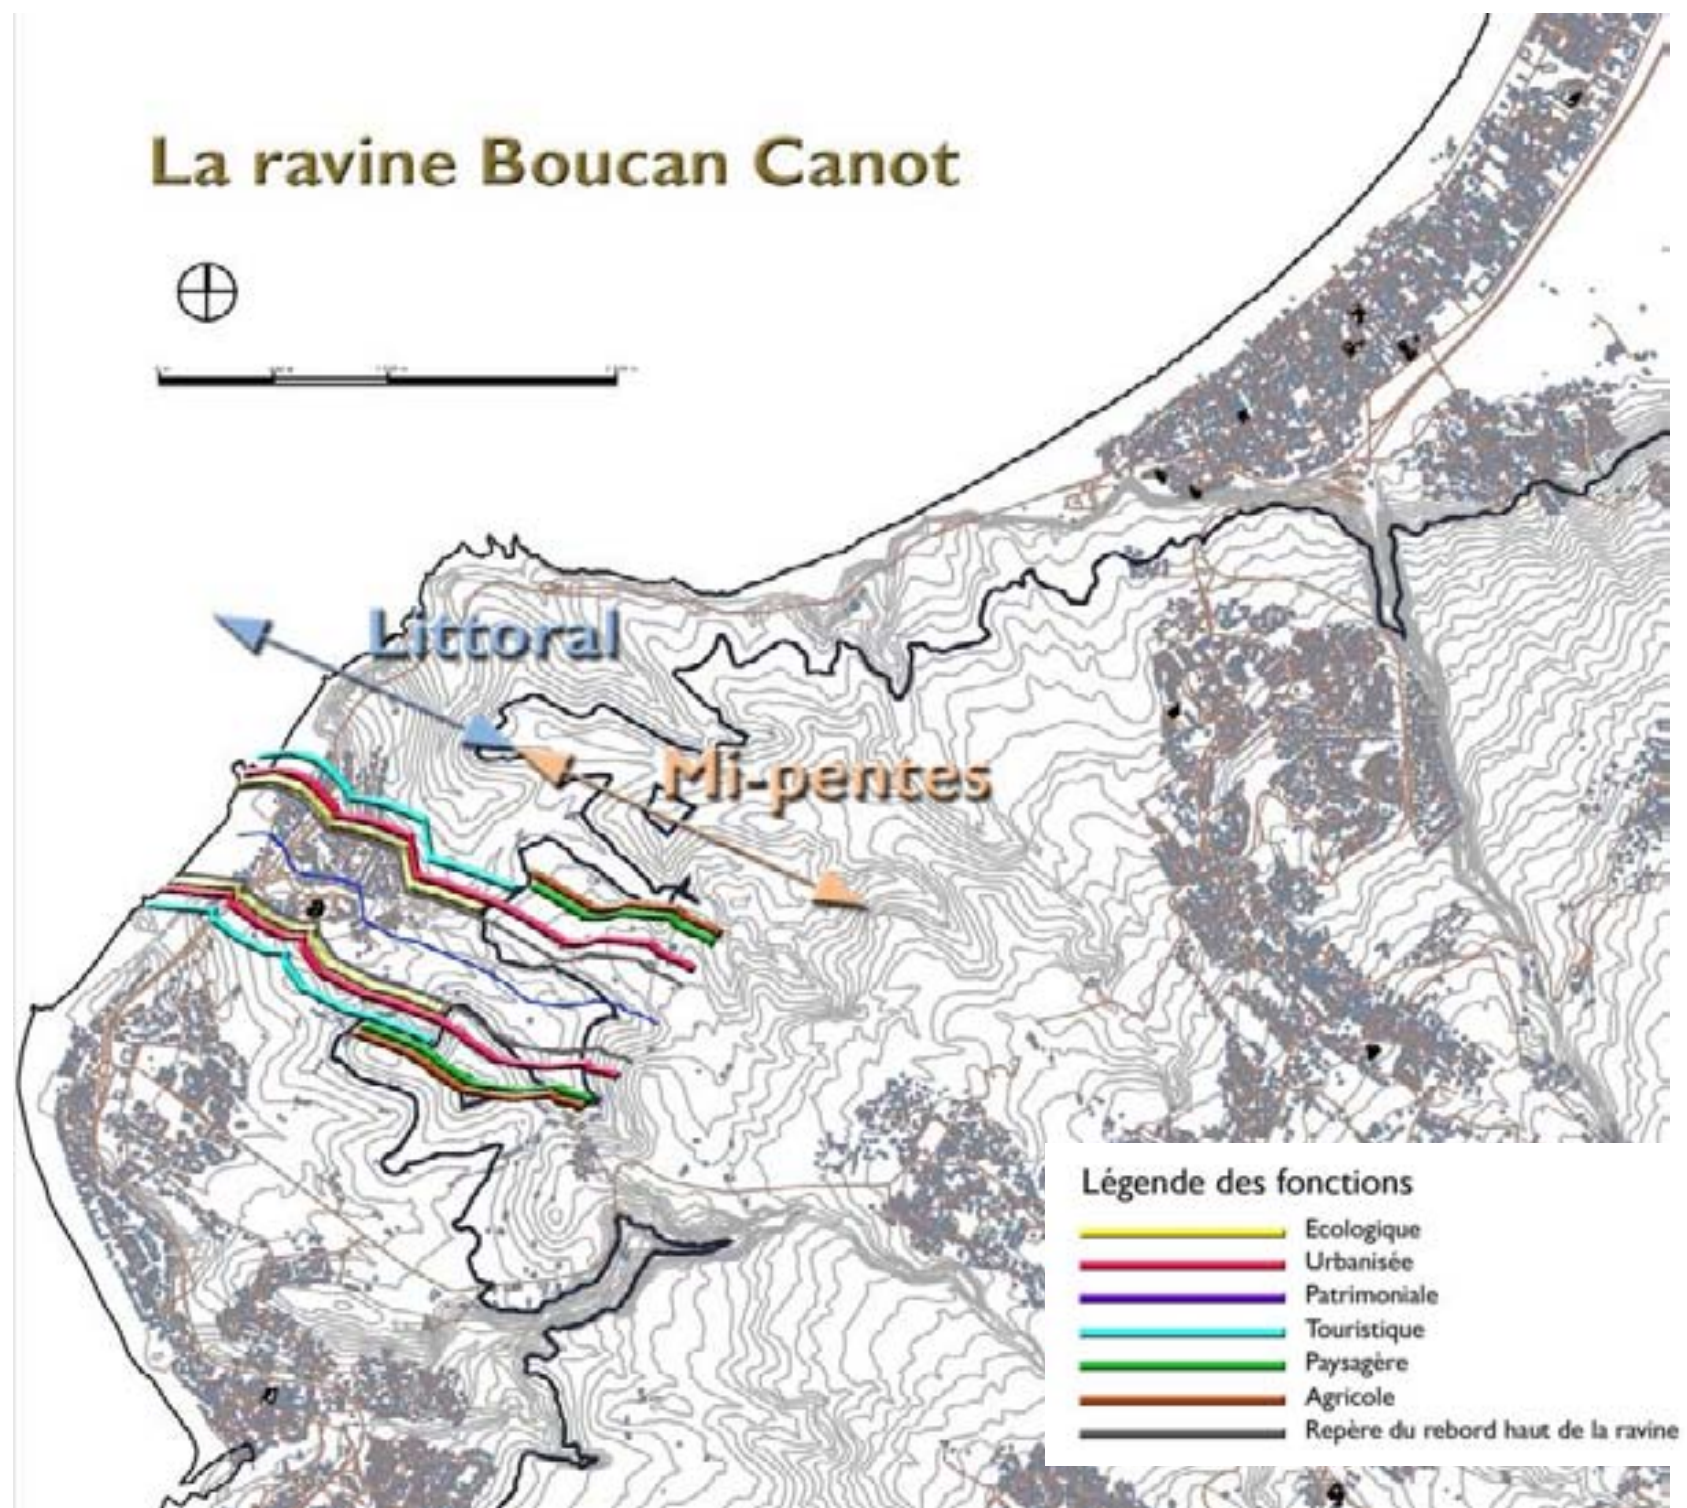 La ravine Boucan Canot
Littoral
Mi-pentes
Légende des fonctions
Ecologique
Urbanisée
Patrimoniale
Touristique
Paysagère
Agricole
Repère du rebord haut de la ravine